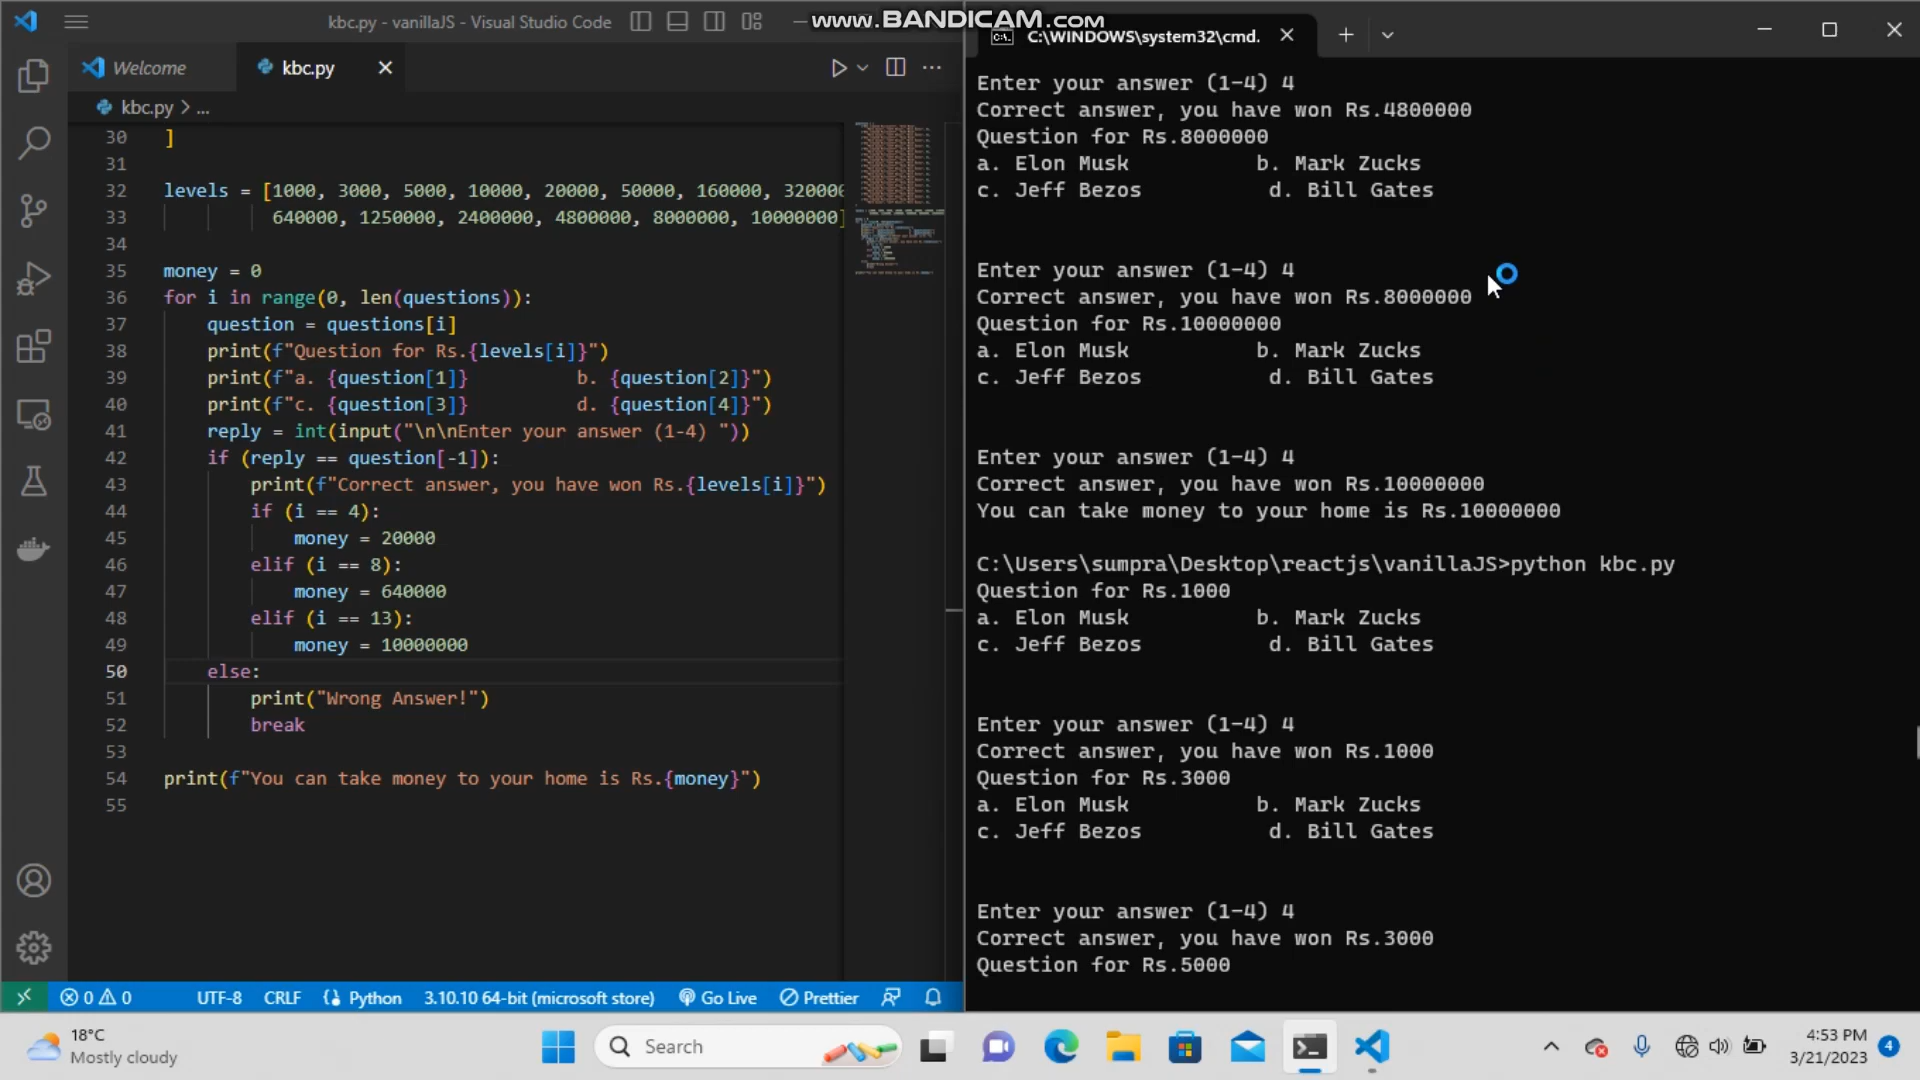 kbc.py - vanillaJS - Visual Studio Code
www.BANDICAM.com
Welcome
kbc.py
kbc.py > ...
30 ]
31
32 levels = [1000, 3000, 5000, 10000, 20000, 50000, 160000, 320000
33 640000, 1250000, 2400000, 4800000, 8000000, 10000000]
34
35 money = 0
36 for i in range(0, len(questions)):
37 question = questions[i]
38 print(f"Question for Rs.{levels[i]}")
39 print(f"a. {question[1]} b. {question[2]}")
40 print(f"c. {question[3]} d. {question[4]}")
41 reply = int(input("\n\nEnter your answer (1-4) "))
42 if (reply == question[-1]):
43 print(f"Correct answer, you have won Rs.{levels[i]}")
44 if (i == 4):
45 money = 20000
46 elif (i == 8):
47 money = 640000
48 elif (i == 13):
49 money = 10000000
50 else:
51 print("Wrong Answer!")
52 break
53
54 print(f"You can take money to your home is Rs.{money}")
55
0 0 UTF-8 CRLF Python 3.10.10 64-bit (microsoft store) Go Live Prettier
C:\WINDOWS\system32\cmd.
Enter your answer (1-4) 4
Correct answer, you have won Rs.4800000
Question for Rs.8000000
a. Elon Musk b. Mark Zucks
c. Jeff Bezos d. Bill Gates
Enter your answer (1-4) 4
Correct answer, you have won Rs.8000000
Question for Rs.10000000
a. Elon Musk b. Mark Zucks
c. Jeff Bezos d. Bill Gates
Enter your answer (1-4) 4
Correct answer, you have won Rs.10000000
You can take money to your home is Rs.10000000
C:\Users\sumpra\Desktop\reactjs\vanillaJS>python kbc.py
Question for Rs.1000
a. Elon Musk b. Mark Zucks
c. Jeff Bezos d. Bill Gates
Enter your answer (1-4) 4
Correct answer, you have won Rs.1000
Question for Rs.3000
a. Elon Musk b. Mark Zucks
c. Jeff Bezos d. Bill Gates
Enter your answer (1-4) 4
Correct answer, you have won Rs.3000
Question for Rs.5000
18°C
Mostly cloudy
Search
4:53 PM
3/21/2023
4